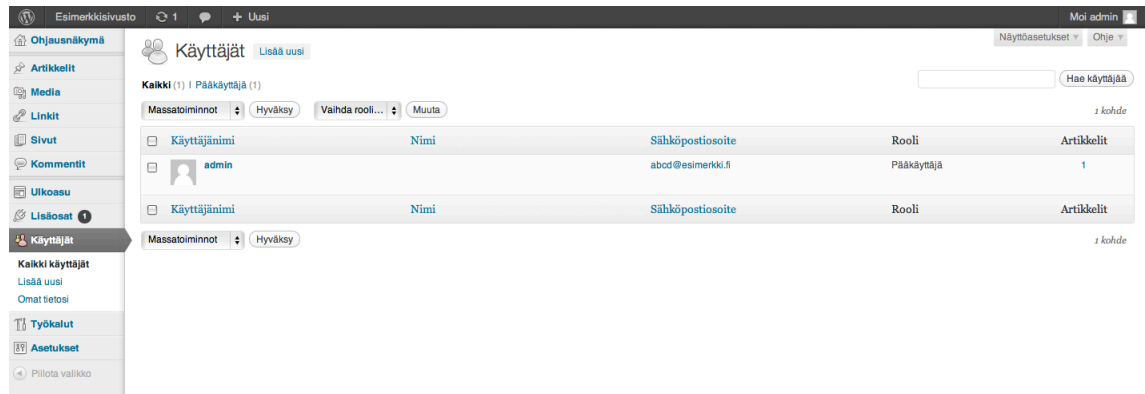 Esimerkkisivusto 1 + Uusi Moi admin
Ohjausnäkymä
Artikkelit
Media
Linkit
Sivut
Kommentit
Ulkoasu
Lisäosat 1
Käyttäjät
Kaikki käyttäjät
Lisää uusi
Omat tietosi
Työkalut
Asetukset
Piilota valikko
Näyttöasetukset Ohje
Käyttäjät Lisää uusi
Kaikki (1) | Pääkäyttäjä (1)
Hae käyttäjää
Massatoiminnot Hyväksy Vaihda rooli... Muuta 1 kohde
Käyttäjänimi Nimi Sähköpostiosoite Rooli Artikkelit
admin abcd@esimerkki.fi Pääkäyttäjä 1
Käyttäjänimi Nimi Sähköpostiosoite Rooli Artikkelit
Massatoiminnot Hyväksy 1 kohde